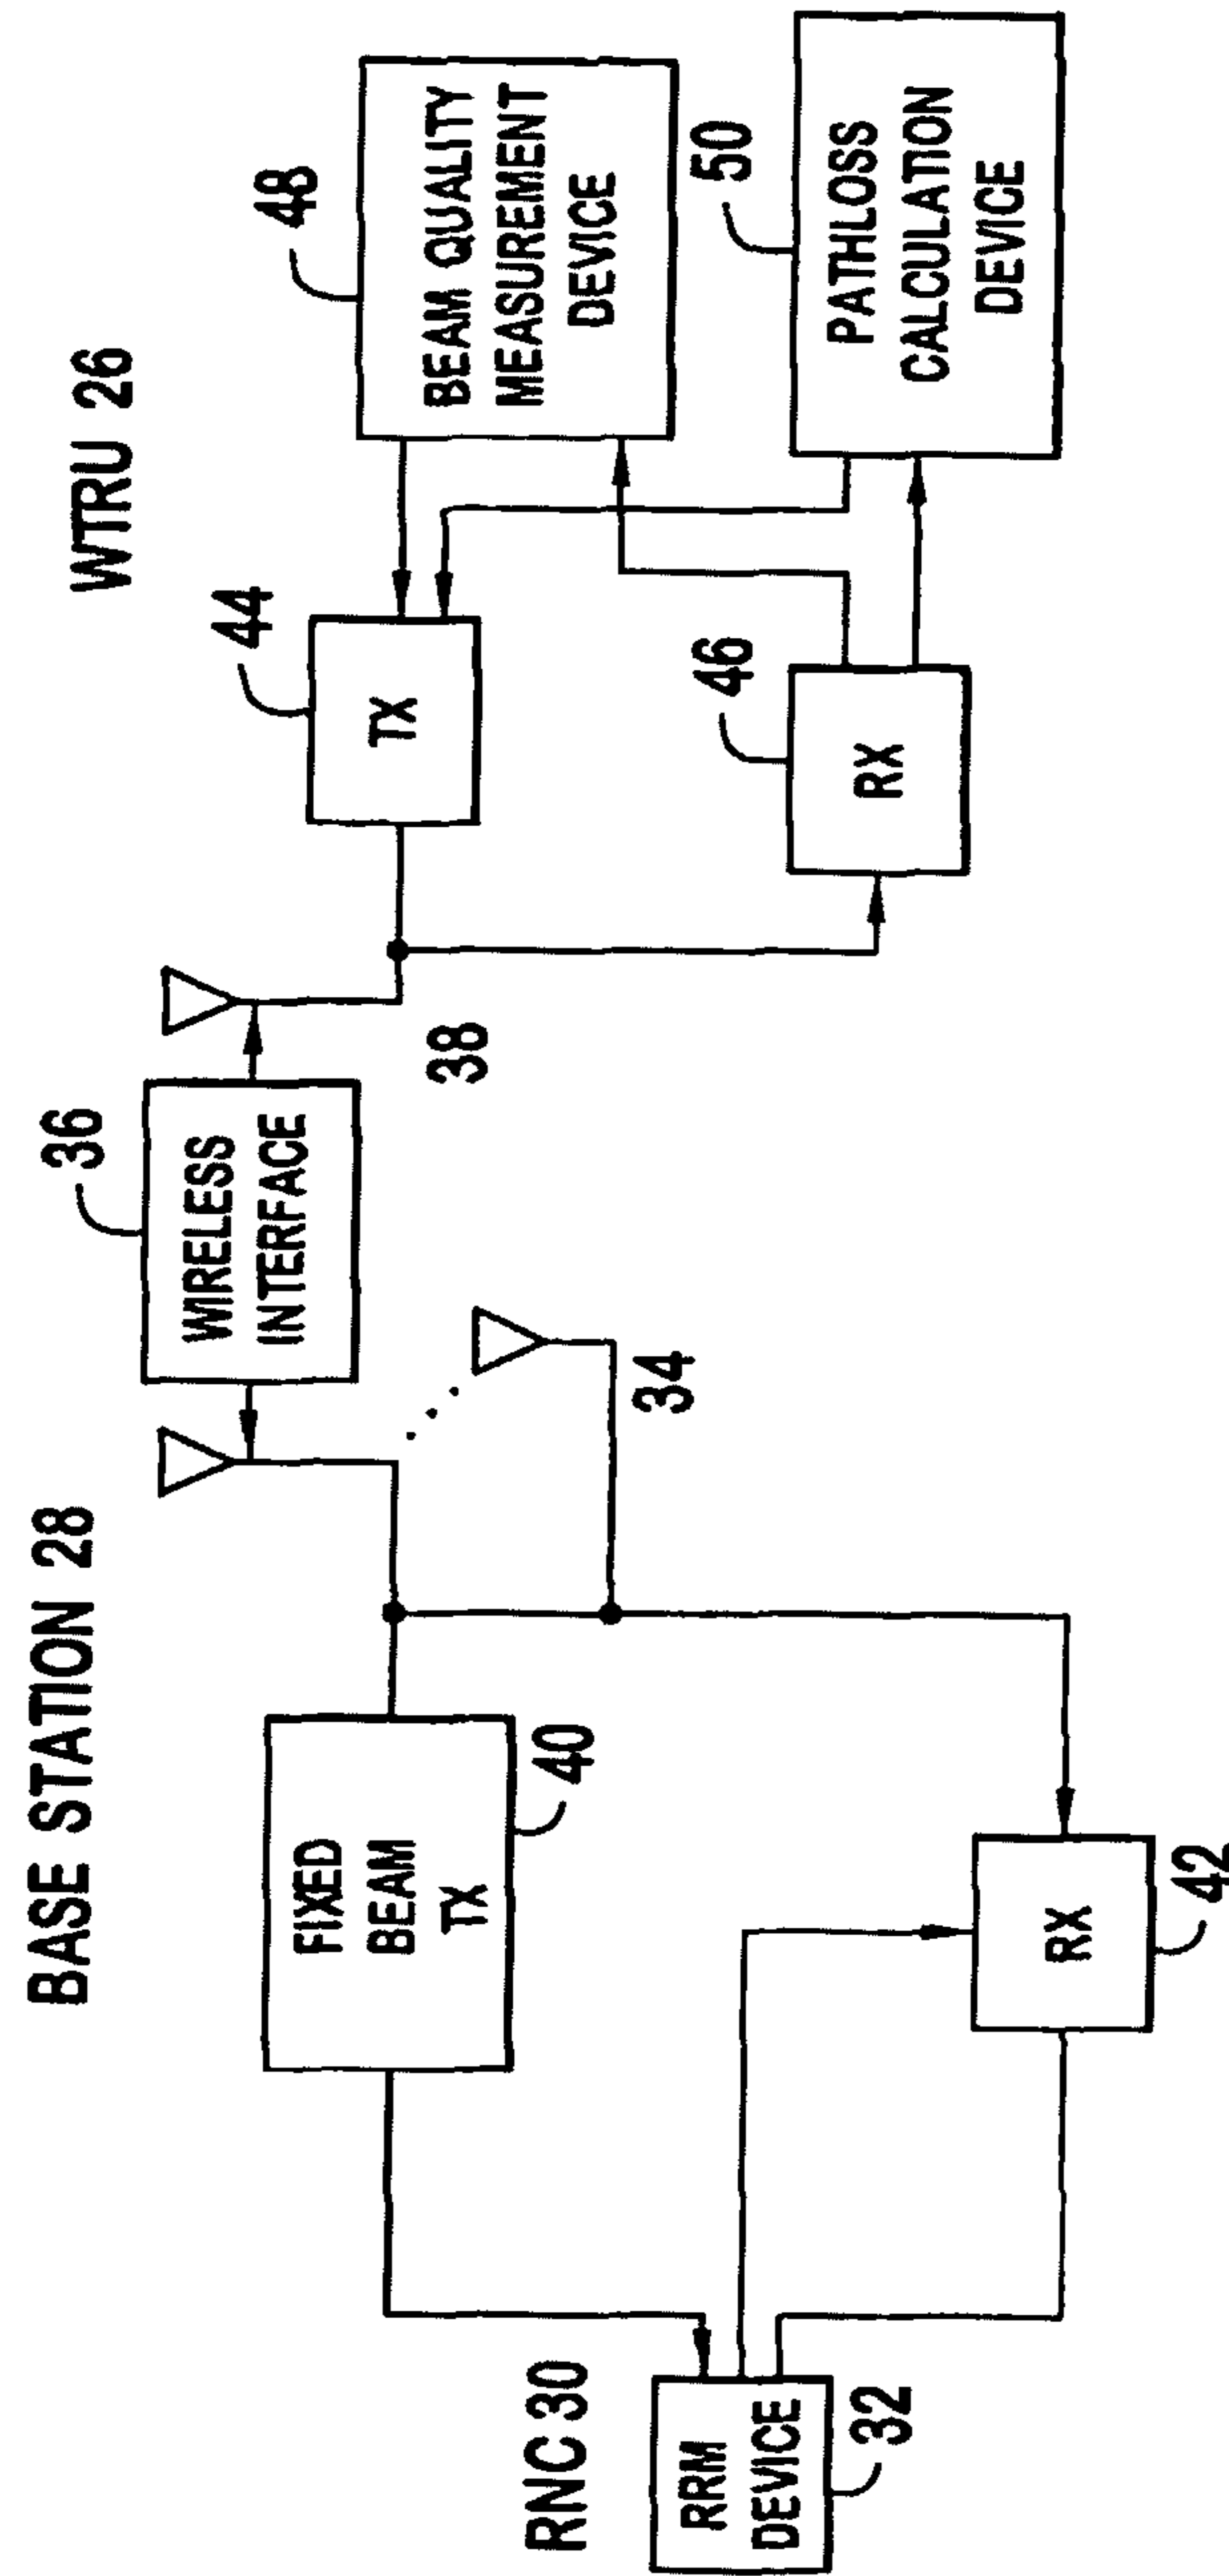 BASE STATION 28
WTRU 26
36
WIRELESS
INTERFACE
44
TX
48
BEAM QUALITY
MEASUREMENT
DEVICE
FIXED
BEAM
TX
40
34
38
46
RX
50
PATHLOSS
CALCULATION
DEVICE
RNC 30
RRM
DEVICE
32
RX
42